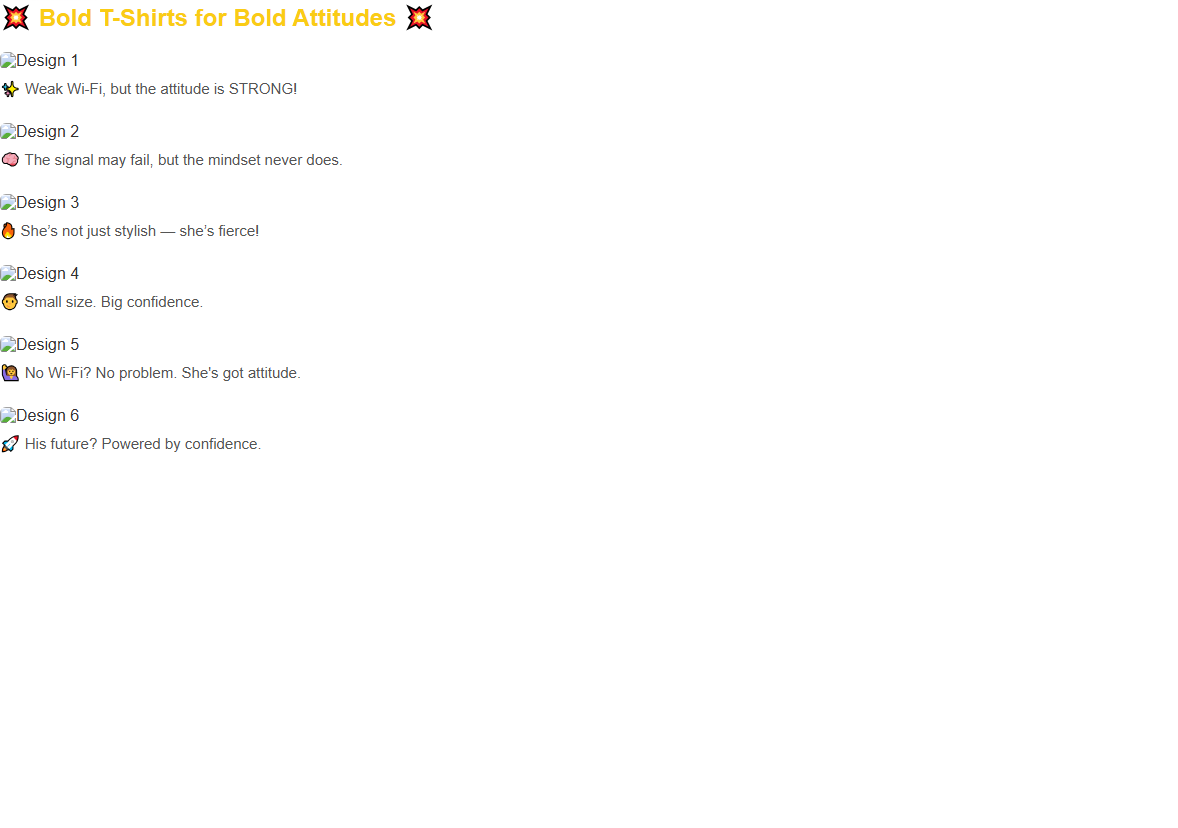 💥 Bold T-Shirts for Bold Attitudes 💥
Design 1
✨ Weak Wi-Fi, but the attitude is STRONG!
Design 2
🧠 The signal may fail, but the mindset never does.
Design 3
🔥 She’s not just stylish — she’s fierce!
Design 4
👦 Small size. Big confidence.
Design 5
🙋‍♀️ No Wi-Fi? No problem. She's got attitude.
Design 6
🚀 His future? Powered by confidence.